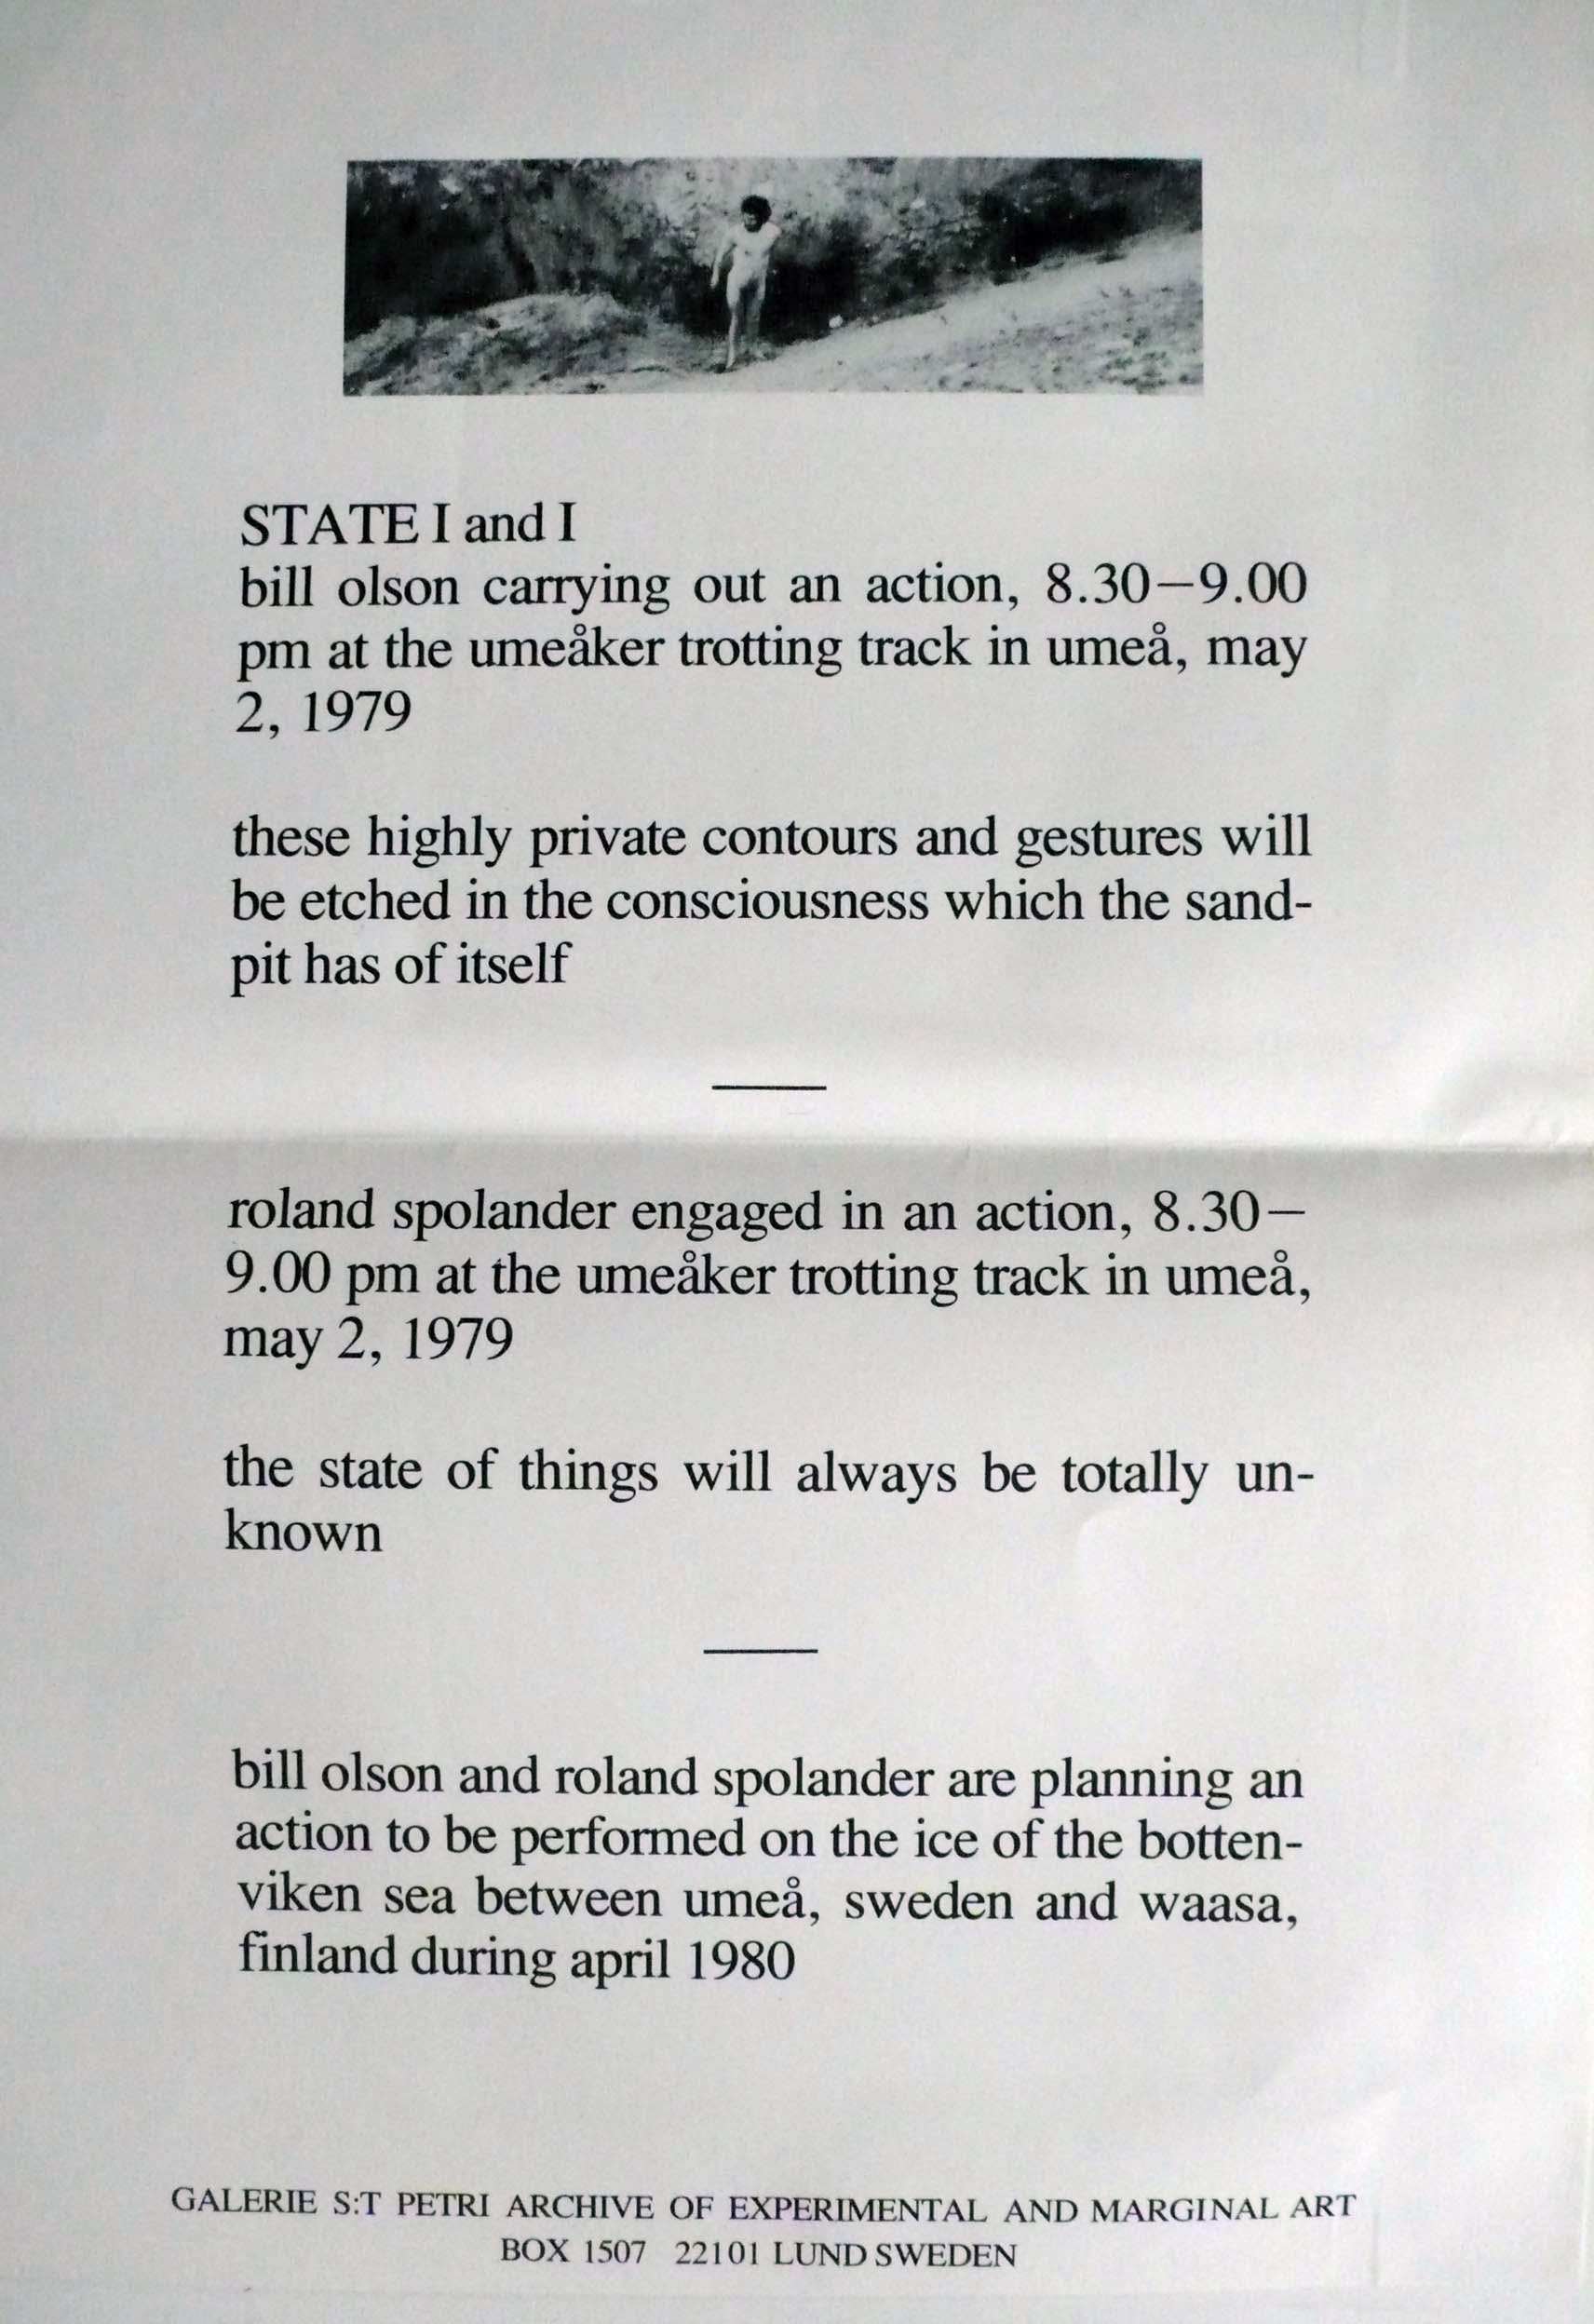 STATE I and I
bill olson carrying out an action, 8.30—9.00
pm at the umeåker trotting track in umeå, may
2, 1979
these highly private contours and gestures will
be etched in the consciousness which the sand-
pit has of itself
roland spolander engaged in an action, 8.30—
9.00 pm at the umeåker trotting track in umeå,
may 2, 1979
the state of things will always be totally un-
known
bill olson and roland spolander are planning an
action to be performed on the ice of the botten-
viken sea between umeå, sweden and waasa,
finland during april 1980
GALERIE S:T PETRI ARCHIVE OF EXPERIMENTAL AND MARGINAL ART
BOX 1507 22101 LUND SWEDEN